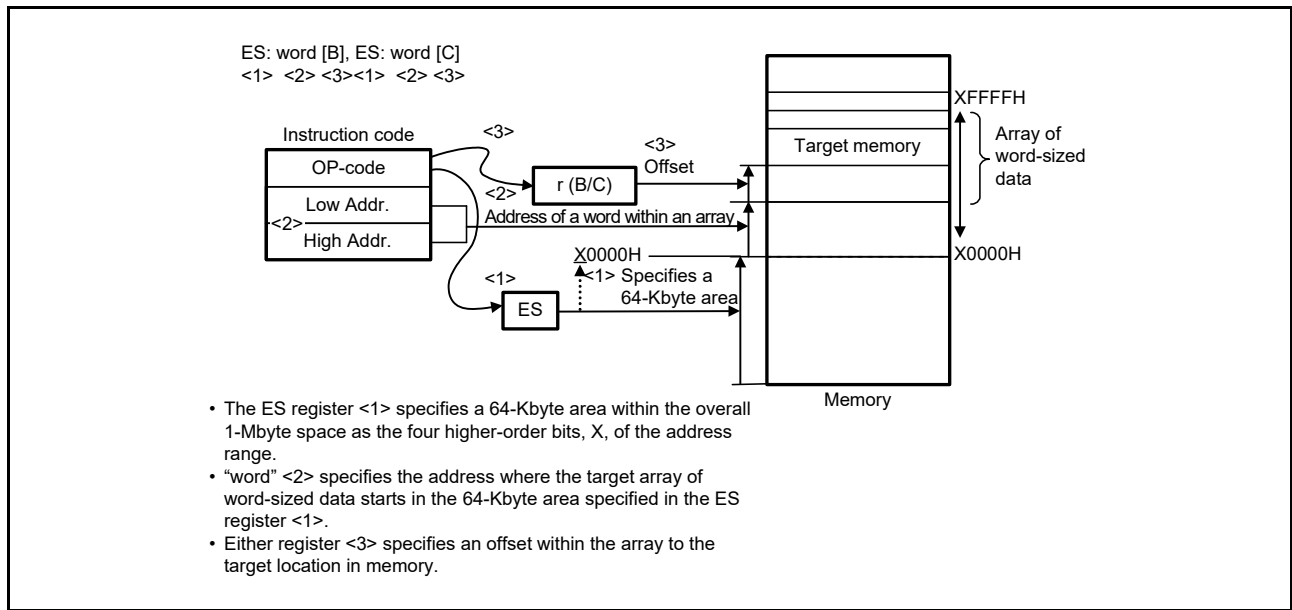 ES: word [B], ES: word [C]
<1> <2> <3><1> <2> <3>
Instruction code
OP-code
Low Addr.
<2>
High Addr.
<3>
r (B/C)
<3>
Offset
<2>
Address of a word within an array
X0000H
<1>
<1> Specifies a
64-Kbyte area
ES
Target memory
XFFFFH
Array of
word-sized
data
X0000H
Memory
• The ES register <1> specifies a 64-Kbyte area within the overall
1-Mbyte space as the four higher-order bits, X, of the address
range.
• “word” <2> specifies the address where the target array of
word-sized data starts in the 64-Kbyte area specified in the ES
register <1>.
• Either register <3> specifies an offset within the array to the
target location in memory.